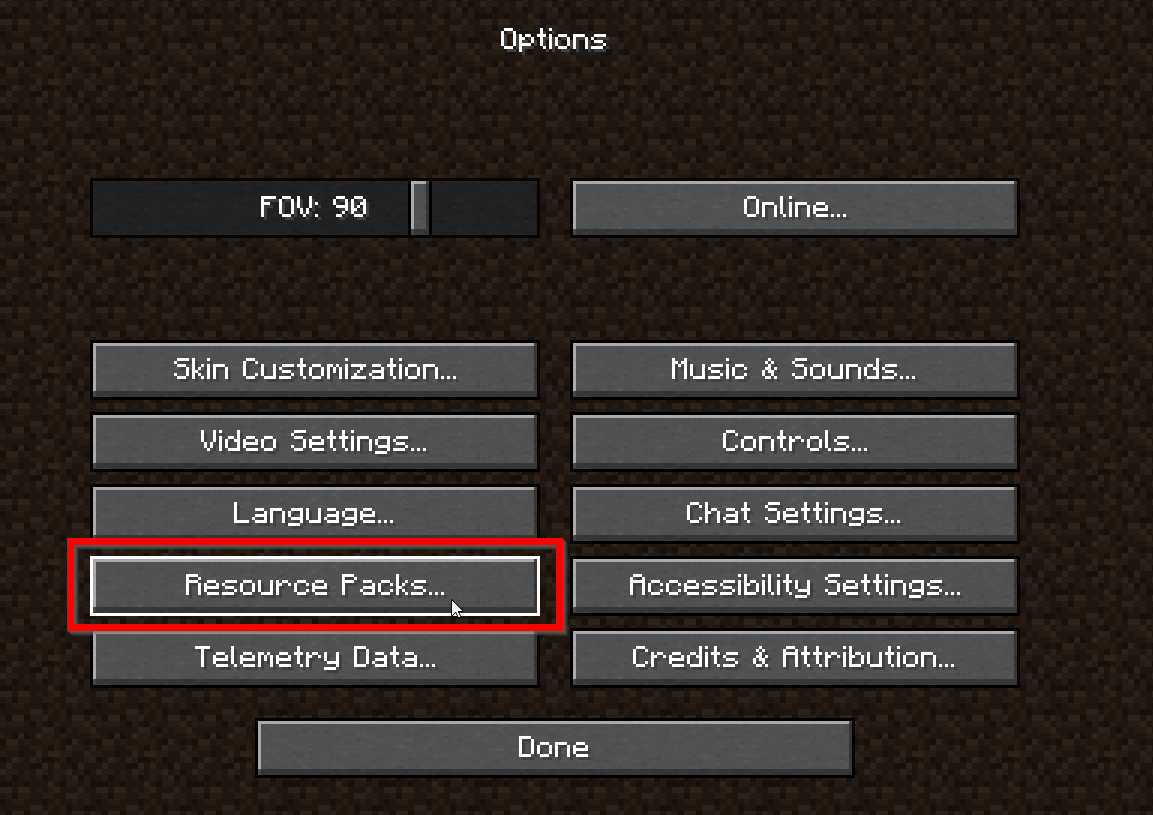 Options
FOV: 90
Online...
Skin Customization...
Music & Sounds...
Video Settings...
Controls...
Language...
Chat Settings...
Resource Packs...
Accessibility Settings...
Telemetry Data...
Credits & Attribution...
Done